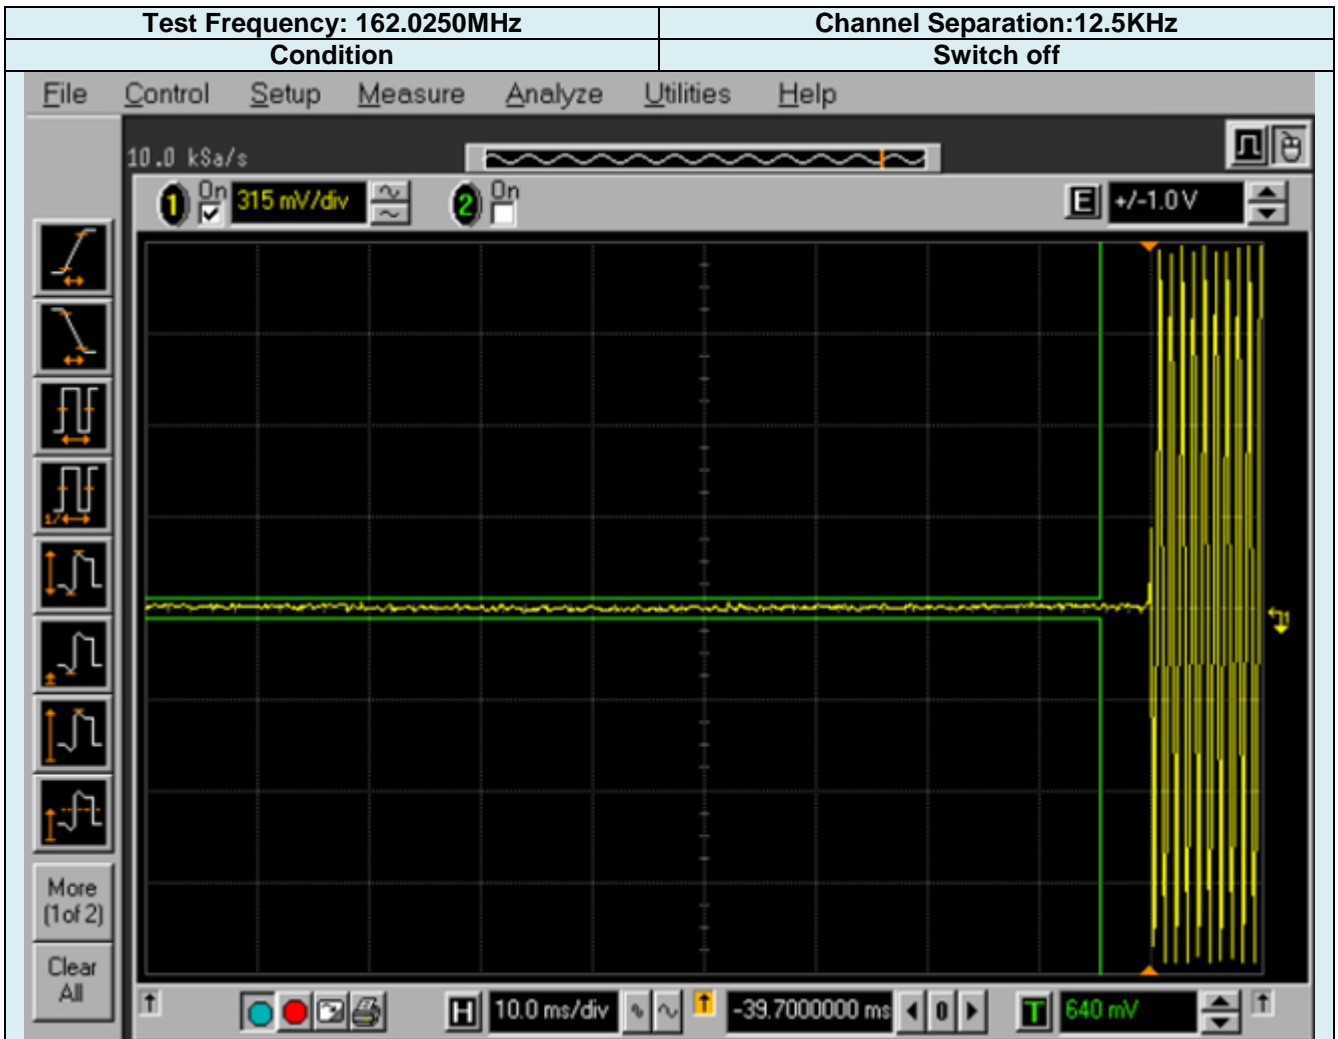 Test Frequency: 162.0250MHz Channel Separation:12.5KHz
Condition Switch off
File Control Setup Measure Analyze Utilities Help
10.0 kSa/s
1 On 315 mV/div 2 On E +/-1.0 V
More
(1of 2)
Clear
All
H 10.0 ms/div -39.7000000 ms 0 T 640 mV